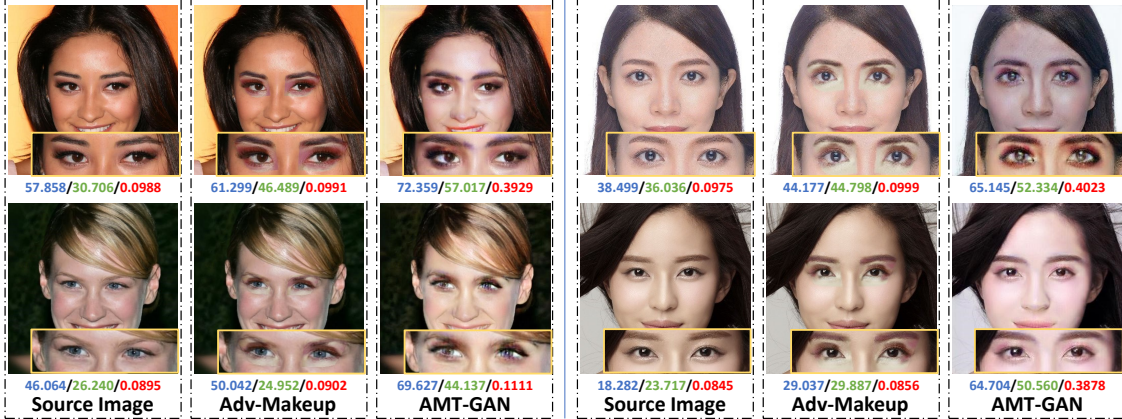 57.858/30.706/0.0988 61.299/46.489/0.0991 72.359/57.017/0.3929 38.499/36.036/0.0975 44.177/44.798/0.0999 65.145/52.334/0.4023
46.064/26.240/0.0895 50.042/24.952/0.0902 69.627/44.137/0.1111 18.282/23.717/0.0845 29.037/29.887/0.0856 64.704/50.560/0.3878
Source Image Adv-Makeup AMT-GAN Source Image Adv-Makeup AMT-GAN